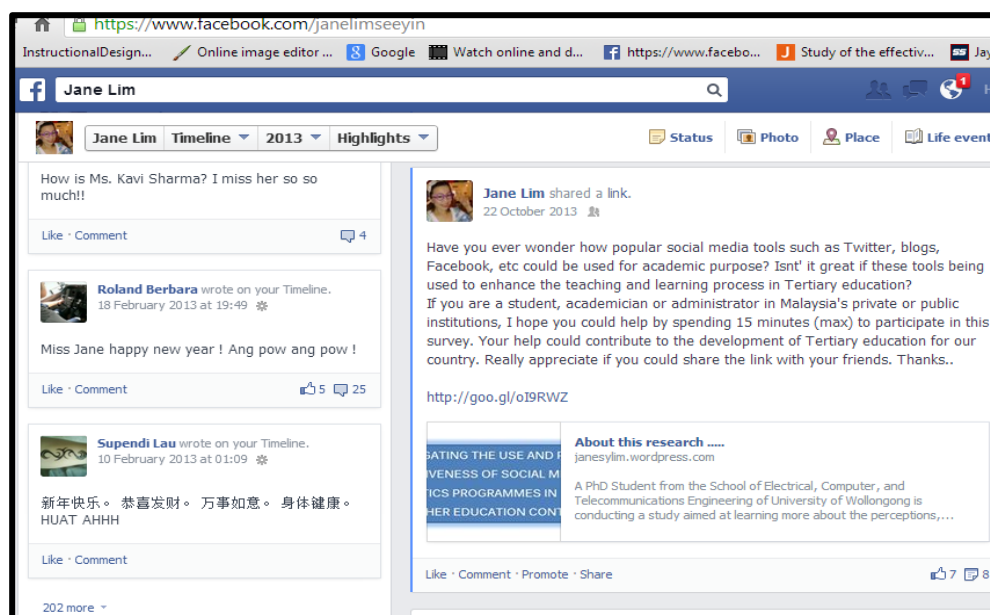 https://www.facebook.com/janelimseeyin
InstructionalDesign... Online image editor ... Google Watch online and d... https://www.facebo... Study of the effectiv... Jay
Jane Lim
1
Jane Lim Timeline 2013 Highlights
Status Photo Place Life event
How is Ms. Kavi Sharma? I miss her so so
much!!
Like · Comment 4
Roland Berbara wrote on your Timeline.
18 February 2013 at 19:49
Miss Jane happy new year ! Ang pow ang pow !
Like · Comment 5 25
Supendi Lau wrote on your Timeline.
10 February 2013 at 01:09
新年快乐。 恭喜发财。 万事如意。 身体健康。
HUAT AHHH
Like · Comment
202 more
Jane Lim shared a link.
22 October 2013
Have you ever wonder how popular social media tools such as Twitter, blogs,
Facebook, etc could be used for academic purpose? Isnt' it great if these tools being
used to enhance the teaching and learning process in Tertiary education?
If you are a student, academician or administrator in Malaysia's private or public
institutions, I hope you could help by spending 15 minutes (max) to participate in this
survey. Your help could contribute to the development of Tertiary education for our
country. Really appreciate if you could share the link with your friends. Thanks..
http://goo.gl/oI9RWZ
GATING THE USE AND
IVENESS OF SOCIAL M
TICS PROGRAMMES IN
HER EDUCATION CONT
About this research .....
janesylim.wordpress.com
A PhD Student from the School of Electrical, Computer, and
Telecommunications Engineering of University of Wollongong is
conducting a study aimed at learning more about the perceptions,...
Like · Comment · Promote · Share 7 8